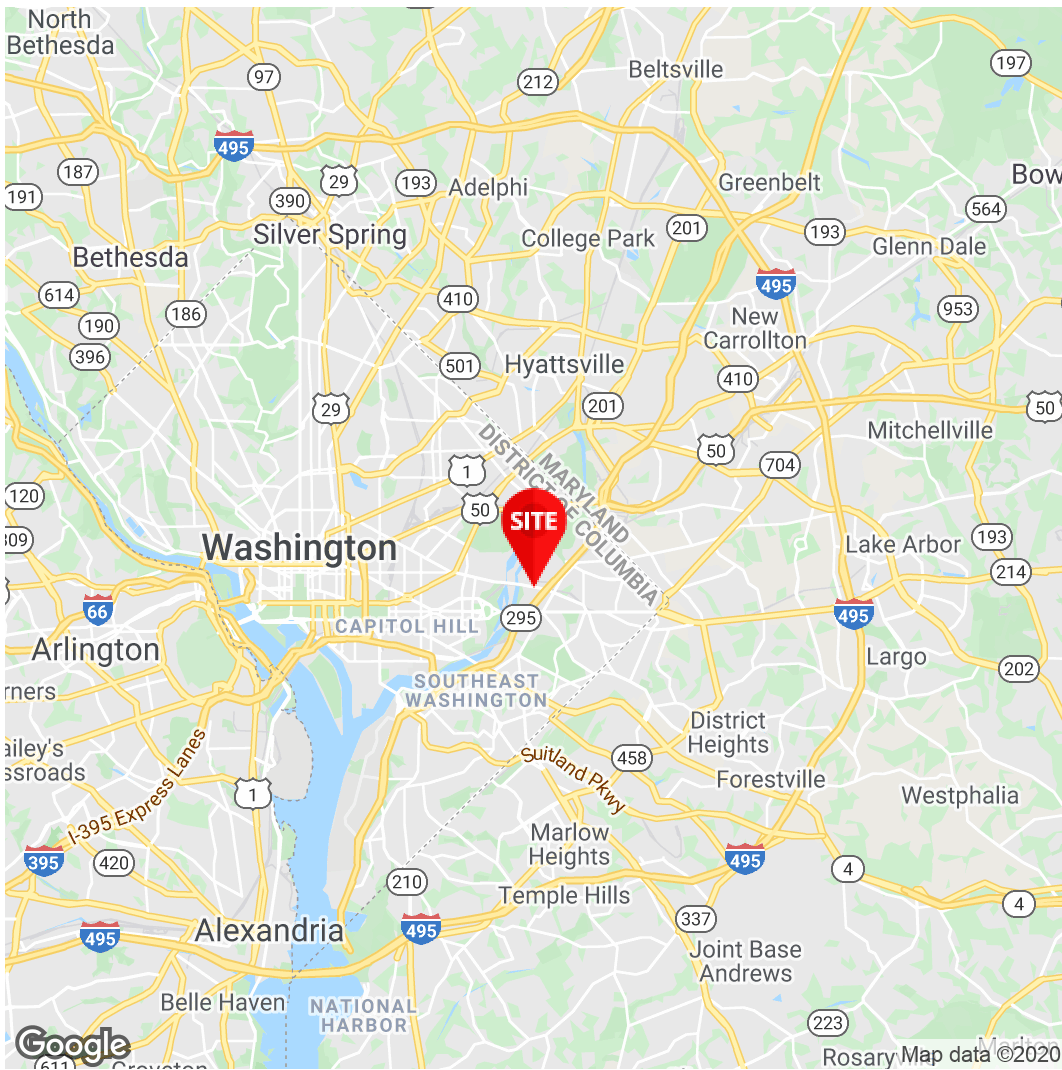 North
Bethesda
97
212
Beltsville
197
495
187
29
193
Adelphi
Greenbelt
191
390
201
564
Silver Spring
College Park
193
Glenn Dale
Bethesda
495
614
410
953
186
190
New
Carrollton
396
501
Hyattsville
410
29
201
50
Mitchellville
50
1
704
MARYLAND
DISTRICT OF COLUMBIA
120
50
SITE
309
Washington
Lake Arbor
193
214
66
295
495
CAPITOL HILL
Arlington
Largo
202
SOUTHEAST
WASHINGTON
District
Heights
I-395 Express Lanes
Suitland Pkwy
458
Forestville
1
Westphalia
Marlow
Heights
395
420
495
4
210
Temple Hills
4
337
495
Alexandria
495
Joint Base
Andrews
Belle Haven
NATIONAL
HARBOR
223
Google
611
Map data ©2020